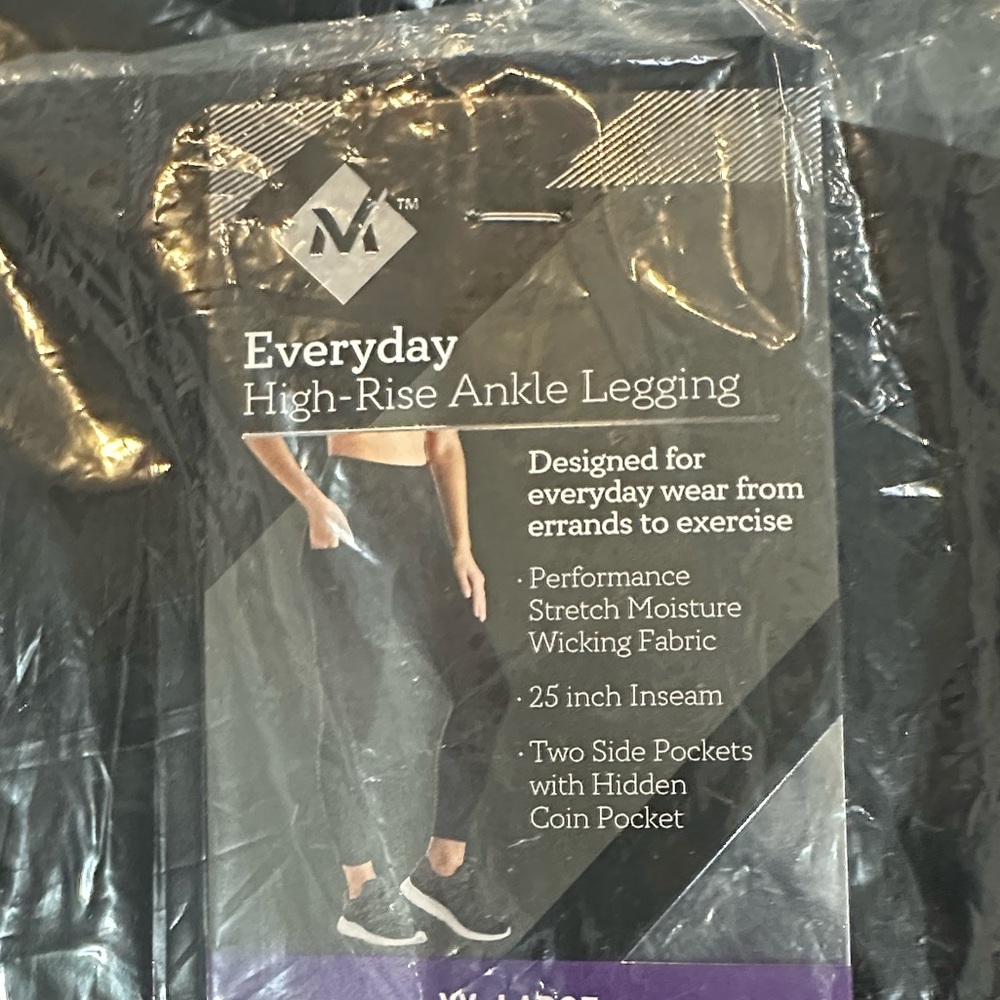 M™
Everyday
High-Rise Ankle Legging
Designed for
everyday wear from
errands to exercise
· Performance
Stretch Moisture
Wicking Fabric
· 25 inch Inseam
· Two Side Pockets
with Hidden
Coin Pocket